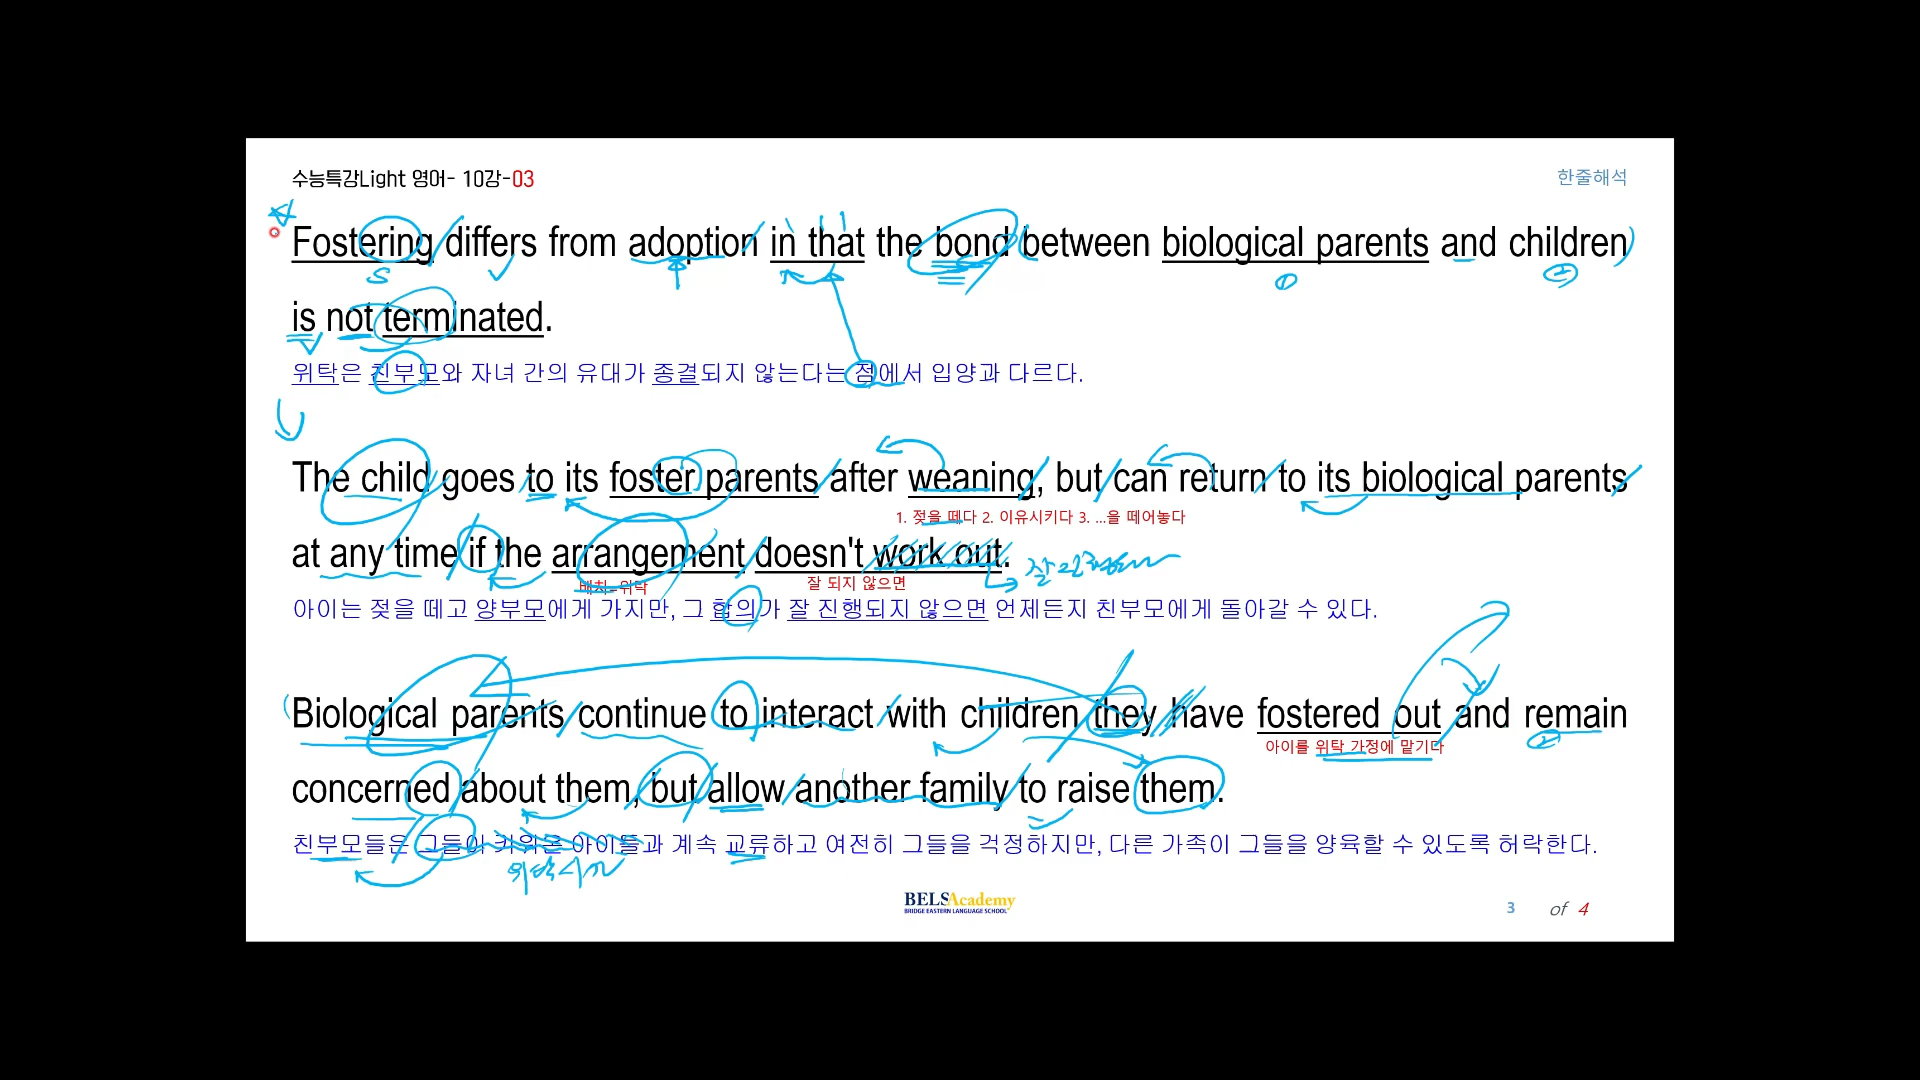 수능특강Light 영어- 10강-03
한줄해석
Fostering differs from adoption in that the bond between biological parents and children
is not terminated.
위탁은 친부모와 자녀 간의 유대가 종결되지 않는다는 점에서 입양과 다르다.
The child goes to its foster parents after weaning, but can return to its biological parents
1. 젖을 떼다 2. 이유시키다 3. ...을 떼어놓다
at any time if the arrangement doesn't work out.
배치=위탁
잘 되지 않으면
아이는 젖을 떼고 양부모에게 가지만, 그 합의가 잘 진행되지 않으면 언제든지 친부모에게 돌아갈 수 있다.
Biological parents continue to interact with children they have fostered out and remain
아이를 위탁 가정에 맡기다
concerned about them, but allow another family to raise them.
친부모들은 그들이 키워온 아이들과 계속 교류하고 여전히 그들을 걱정하지만, 다른 가족이 그들을 양육할 수 있도록 허락한다.
BELSAcademy
BRIDGE EASTERN LANGUAGE SCHOOL
3 of 4